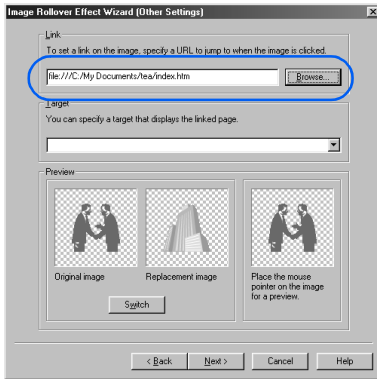 Image Rollover Effect Wizard (Other Settings)
Link
To set a link on the image, specify a URL to jump to when the image is clicked.
file:///C:/My Documents/tea/index.htm
Browse...
Target
You can specify a target that displays the linked page.
Preview
Original image
Replacement image
Place the mouse
pointer on the image
for a preview.
Switch
< Back
Next >
Cancel
Help